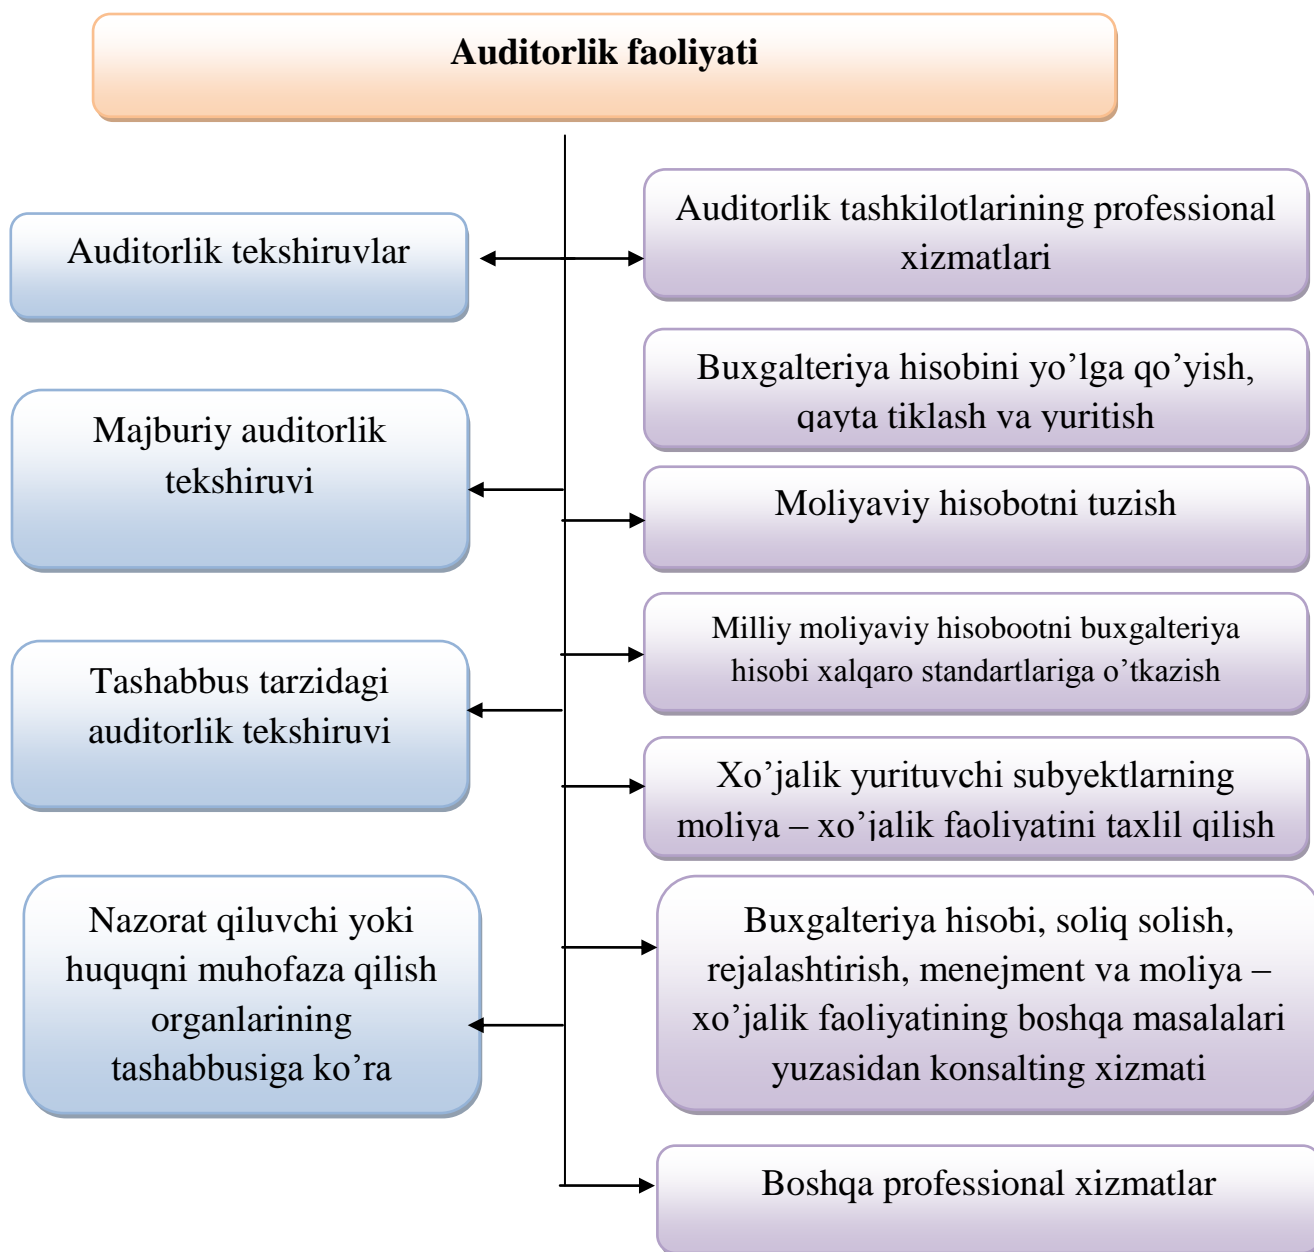 Auditorlik faoliyati
Auditorlik tekshiruvlar
Majburiy auditorlik
tekshiruvi
Tashabbus tarzidagi
auditorlik tekshiruvi
Nazorat qiluvchi yoki
huquqni muhofaza qilish
organlarining
tashabbusiga ko’ra
Auditorlik tashkilotlarining professional
xizmatlari
Buxgalteriya hisobini yo’lga qo’yish,
qayta tiklash va yuritish
Moliyaviy hisobotni tuzish
Milliy moliyaviy hisobootni buxgalteriya
hisobi xalqaro standartlariga o’tkazish
Xo’jalik yurituvchi subyektlarning
moliya – xo’jalik faoliyatini taxlil qilish
Buxgalteriya hisobi, soliq solish,
rejalashtirish, menejment va moliya –
xo’jalik faoliyatining boshqa masalalari
yuzasidan konsalting xizmati
Boshqa professional xizmatlar